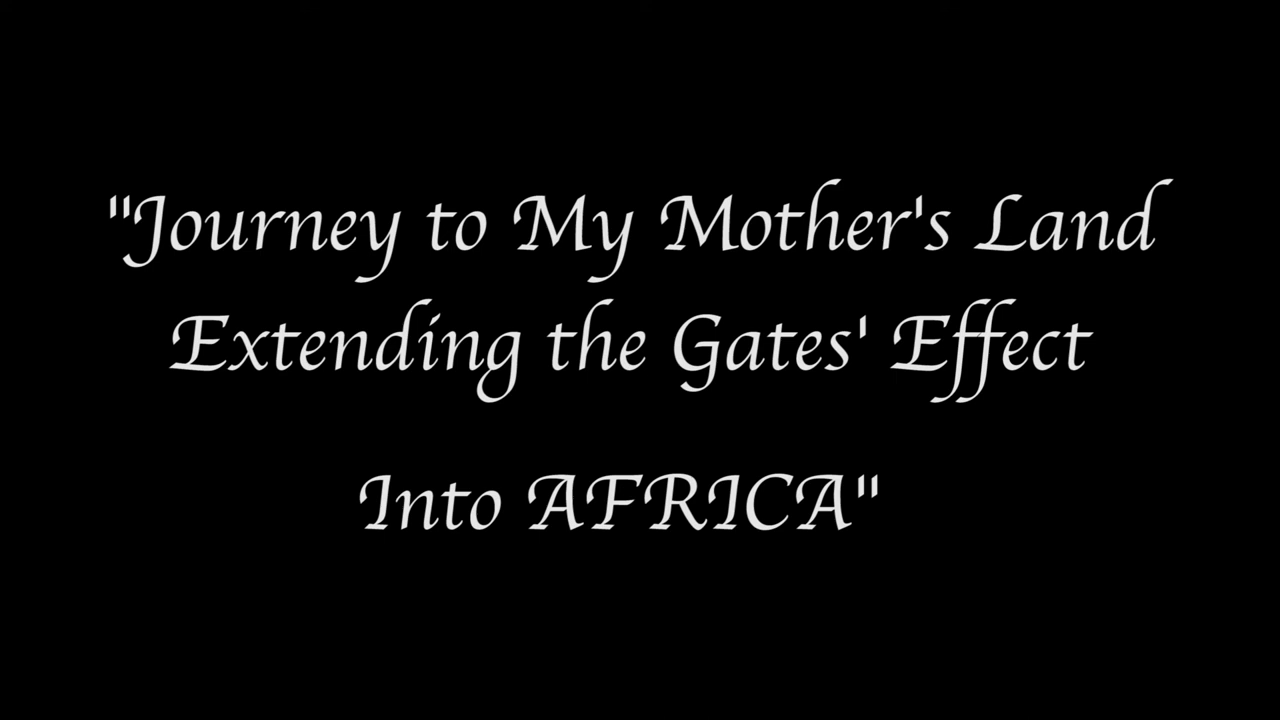 "Journey to My Mother's Land
Extending the Gates' Effect
Into AFRICA"